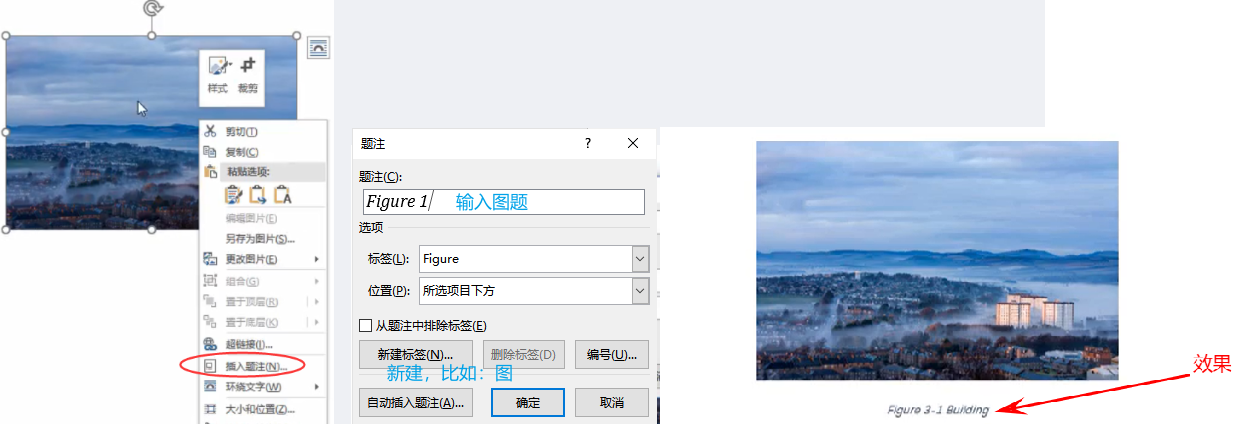 样式 裁剪
剪切(T)
复制(C)
粘贴选项:
编辑图片(E)
另存为图片(S)...
更改图片(E)
组合(G)
置于顶层(R)
置于底层(K)
超链接(I)...
插入题注(N)...
环绕文字(W)
大小和位置(Z)...
题注
?
题注(C):
Figure 1
输入图题
选项
标签(L):
Figure
位置(P):
所选项目下方
从题注中排除标签(E)
新建标签(N)...
删除标签(D)
编号(U)...
新建，比如：图
自动插入题注(A)...
确定
取消
效果
Figure 3-1 Building